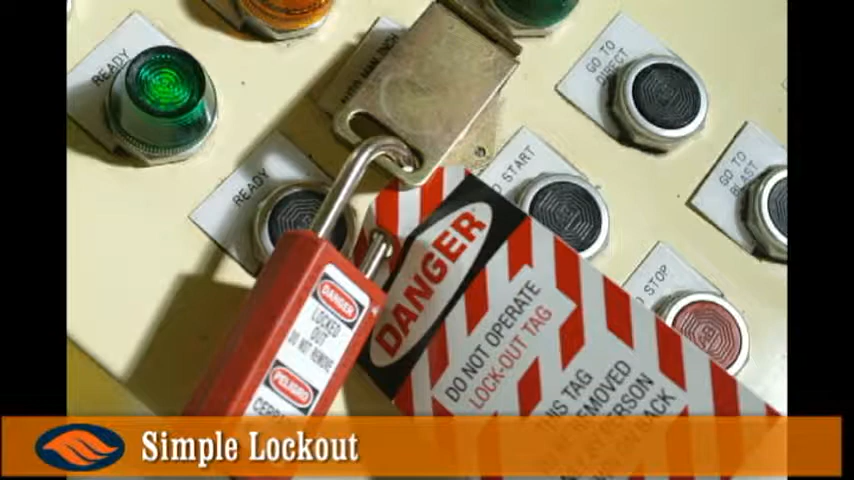 READY
GO TO
DIRECT
READY
START
GO TO
BLAST
STOP
DANGER
DO NOT OPERATE
LOCK-OUT TAG
THIS TAG
REMOVED
PERSON
BACK
DANGER
LOCKED
OUT
DO NOT REMOVE
PELIGRO
Simple Lockout